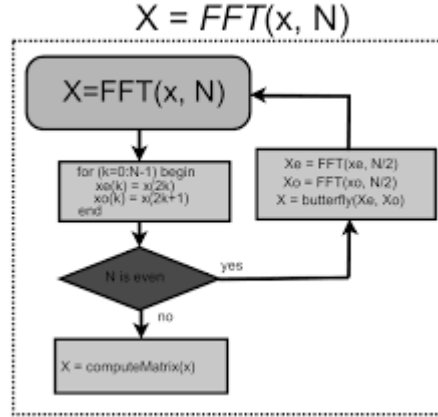 X = FFT(x, N)
X=FFT(x, N)
for (k=0:N-1) begin
xe(k) = x(2k)
xo(k) = x(2k+1)
end
Xe = FFT(xe, N/2)
Xo = FFT(xo, N/2)
X = butterfly(Xe, Xo)
N is even
yes
no
X = computeMatrix(x)